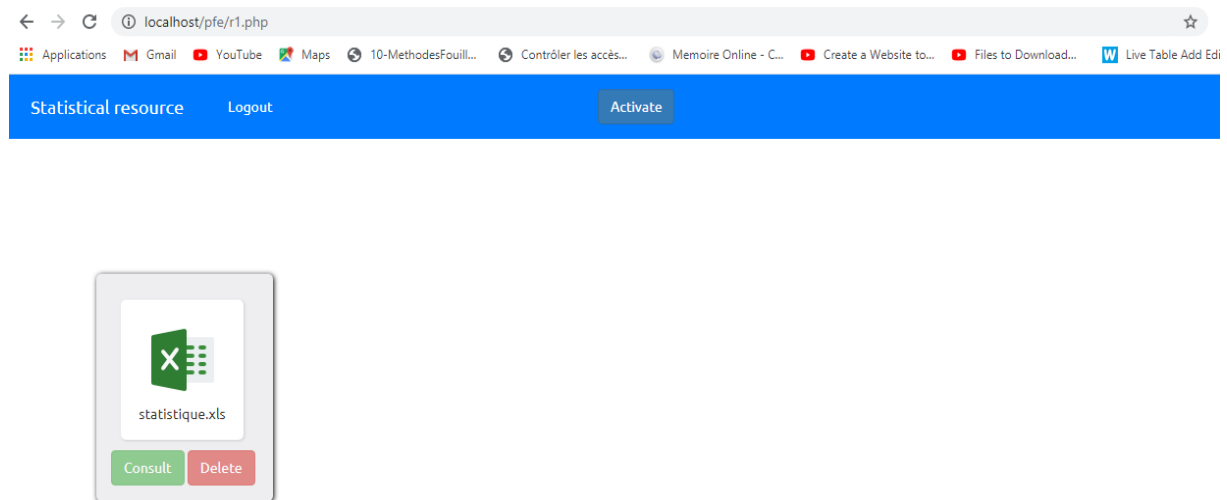 localhost/pfe/r1.php
Applications Gmail YouTube Maps 10-MethodesFouill... Contrôler les accès... Memoire Online - C... Create a Website to... Files to Download... W Live Table Add Edi
Statistical resource Logout Activate
X
statistique.xls
Consult Delete